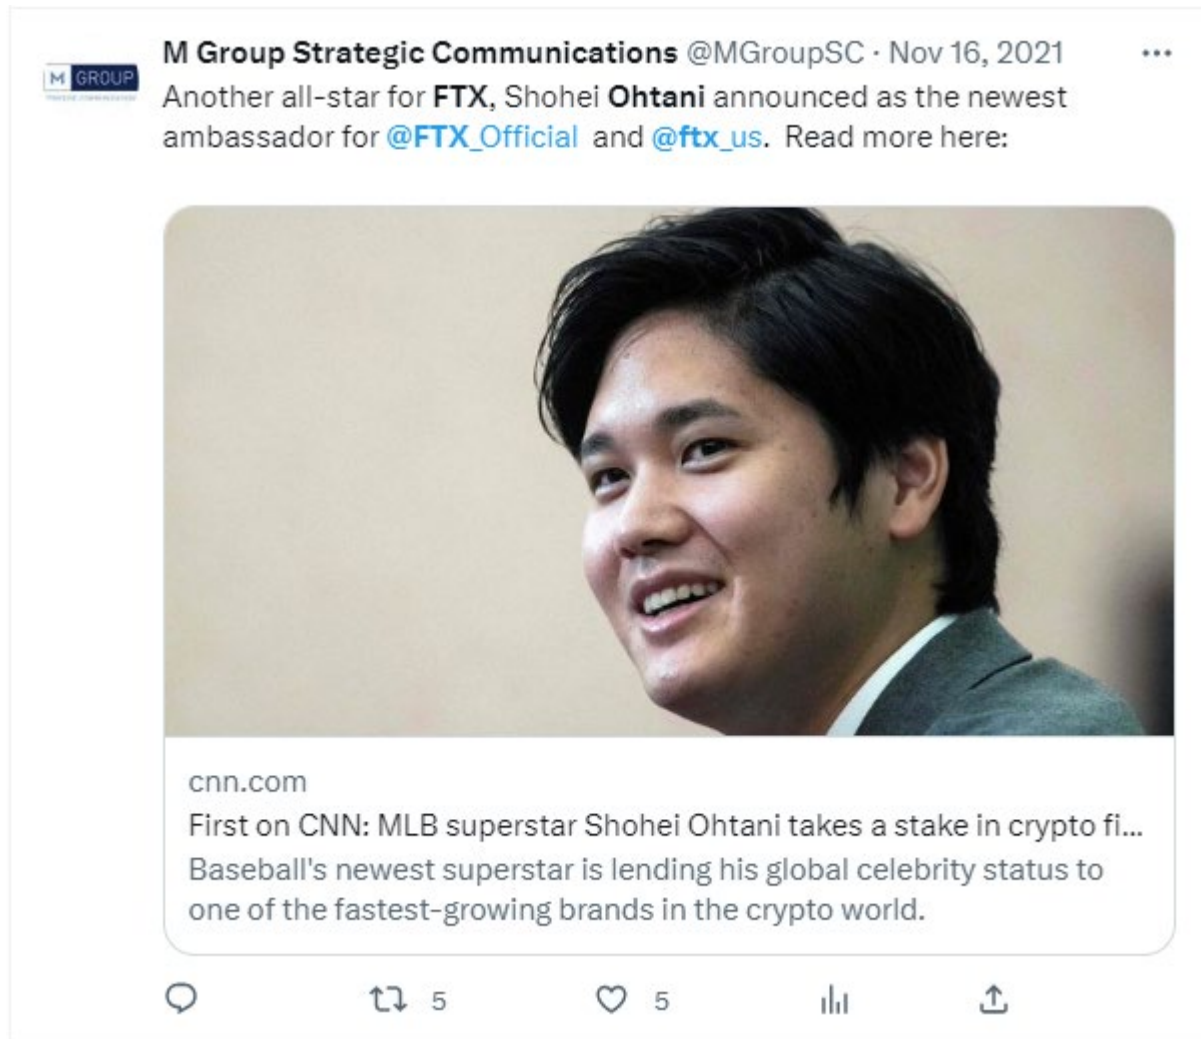 M Group Strategic Communications @MGroupSC · Nov 16, 2021
M GROUP
Another all-star for FTX, Shohei Ohtani announced as the newest
ambassador for @FTX_Official and @ftx_us. Read more here:
cnn.com
First on CNN: MLB superstar Shohei Ohtani takes a stake in crypto fi...
Baseball's newest superstar is lending his global celebrity status to
one of the fastest-growing brands in the crypto world.
5 5